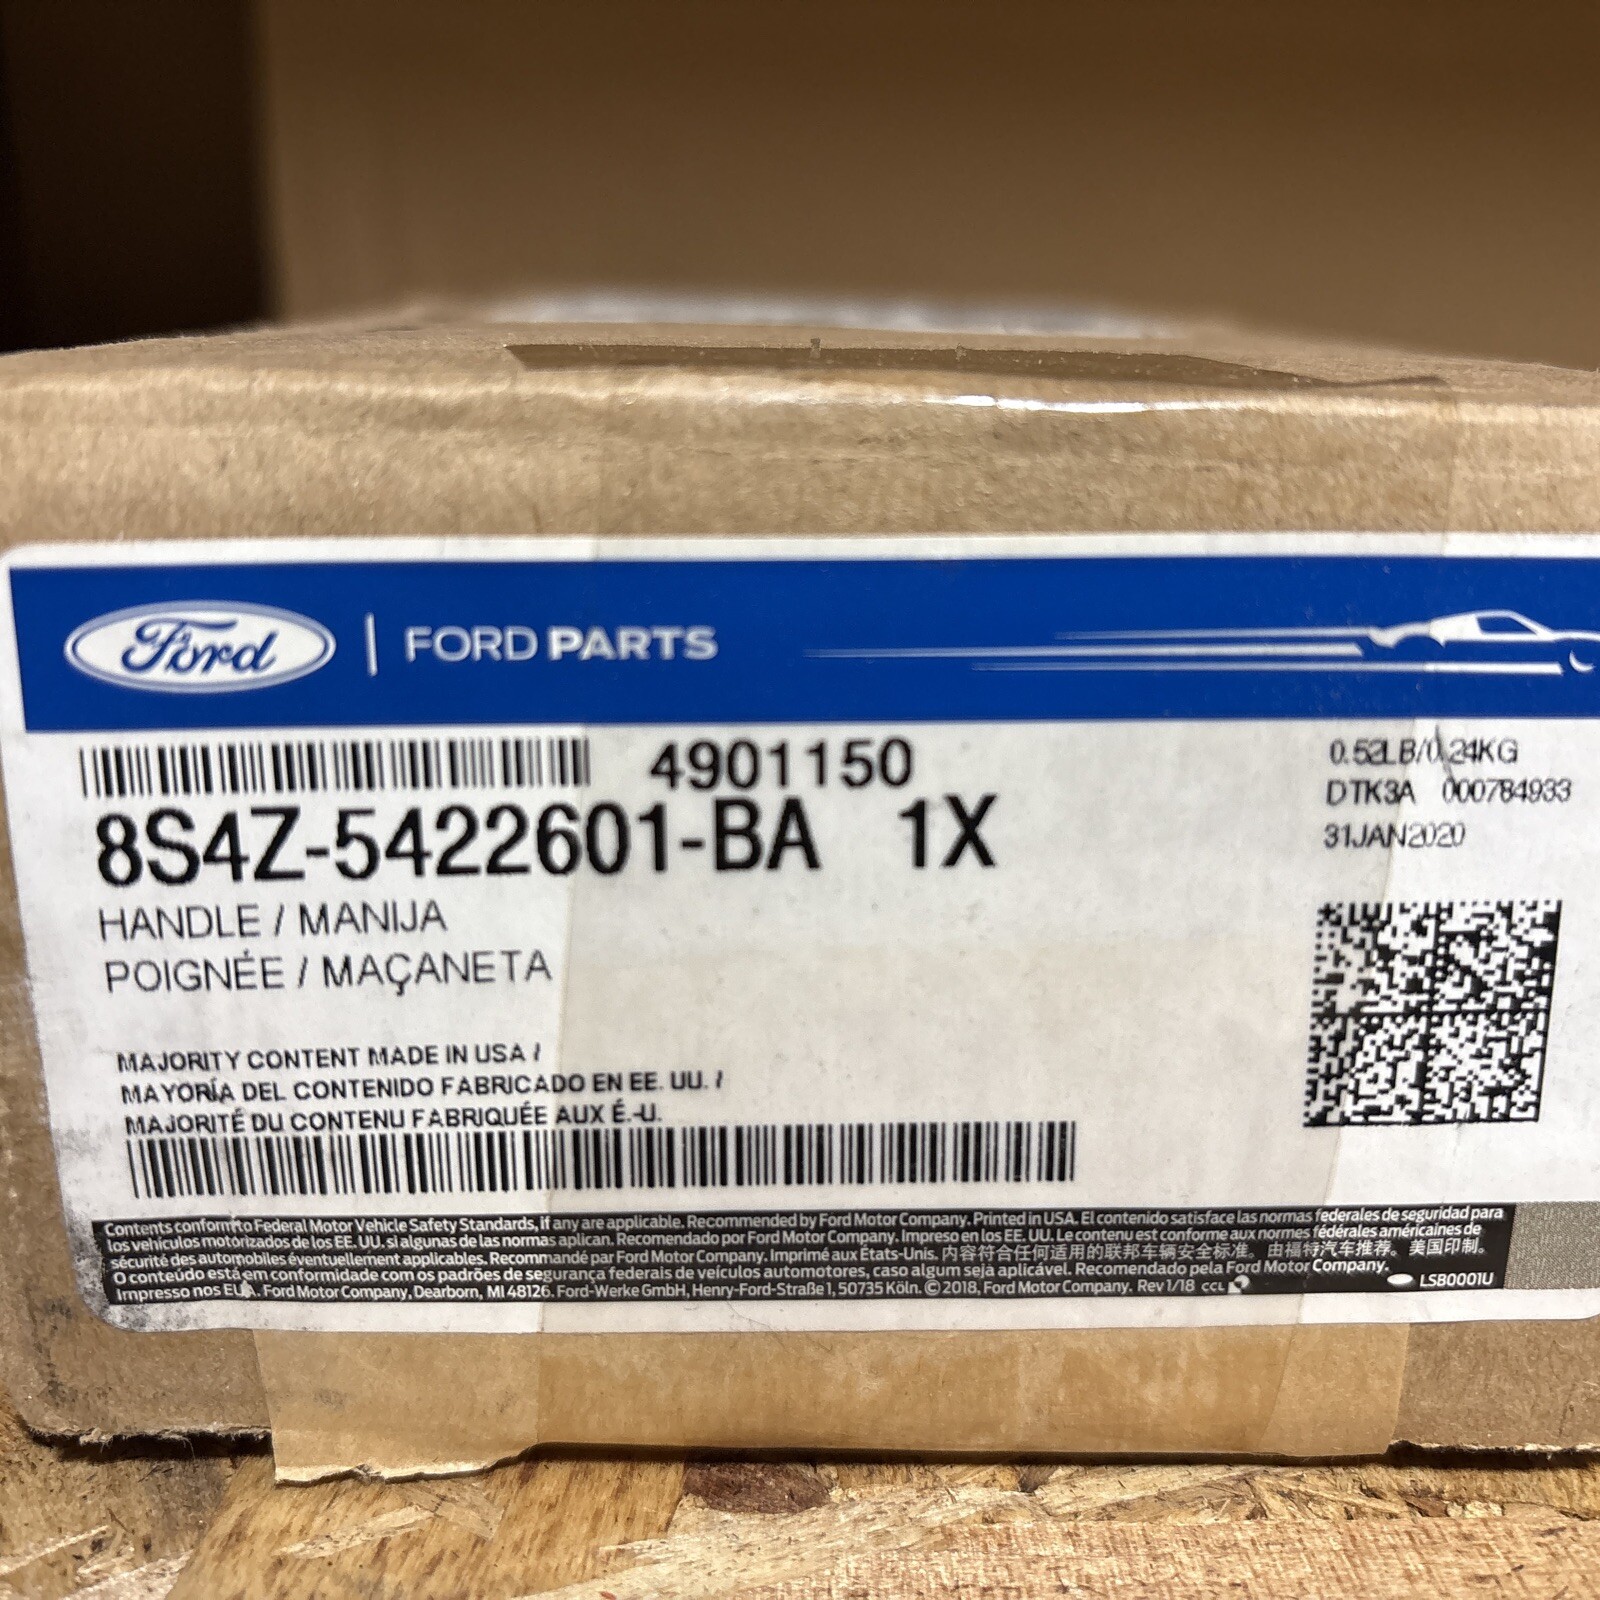 Ford | FORD PARTS
4901150
8S4Z-5422601-BA 1X
HANDLE / MANIJA
POIGNÉE / MAÇANETA
0.52LB/0.24KG
DTK3A 000784933
31JAN2020
MAJORITY CONTENT MADE IN USA /
MAYORÍA DEL CONTENIDO FABRICADO EN EE. UU. /
MAJORITÉ DU CONTENU FABRIQUÉE AUX É.-U.
Contents conform to Federal Motor Vehicle Safety Standards, if any are applicable. Recommended by Ford Motor Company. Printed in USA. El contenido satisface las normas federales de seguridad para
los vehículos motorizados de los EE. UU. si algunas de las normas aplican. Recomendado por Ford Motor Company. Impreso en los EE. UU. Le contenu est conforme aux normes fédérales américaines de
sécurité des automobiles éventuellement applicables. Recommandé par Ford Motor Company. Imprimé aux États-Unis. 内容符合任何适用的联邦车辆安全标准。由福特汽车推荐。美国印制。
O conteúdo está em conformidade com os padrões de segurança federais de veículos automotores, caso algum seja aplicável. Recomendado pela Ford Motor Company.
Impresso nos EUA. Ford Motor Company, Dearborn, MI 48126. Ford-Werke GmbH, Henry-Ford-Straße 1, 50735 Köln. © 2018, Ford Motor Company. Rev 1/18 CCL
LSB0001U